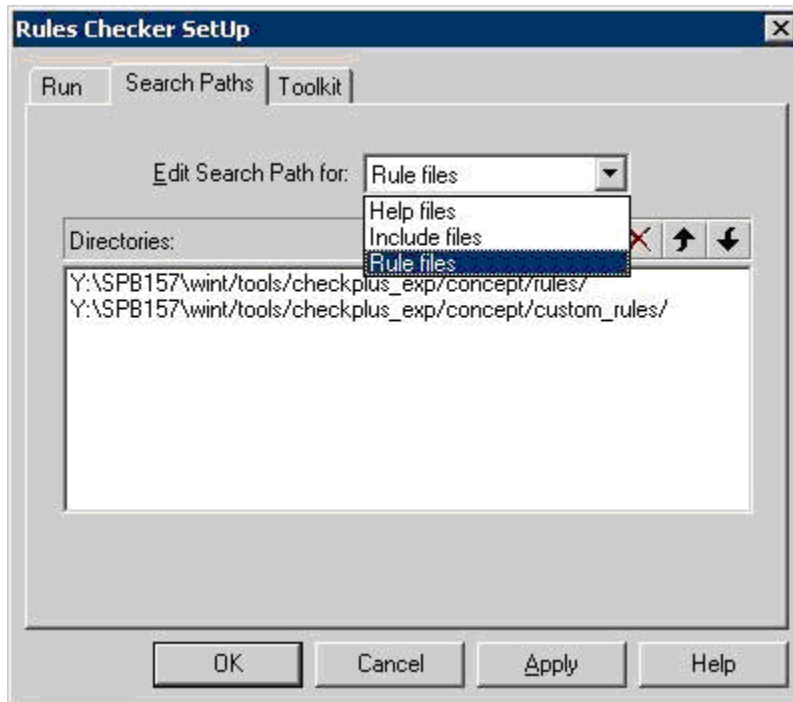 Rules Checker SetUp
Run
Search Paths
Toolkit
Edit Search Path for:
Rule files
Help files
Include files
Rule files
Directories:
Y:\SPB157\wint/tools/checkplus_exp/concept/rules/
Y:\SPB157\wint/tools/checkplus_exp/concept/custom_rules/
OK
Cancel
Apply
Help